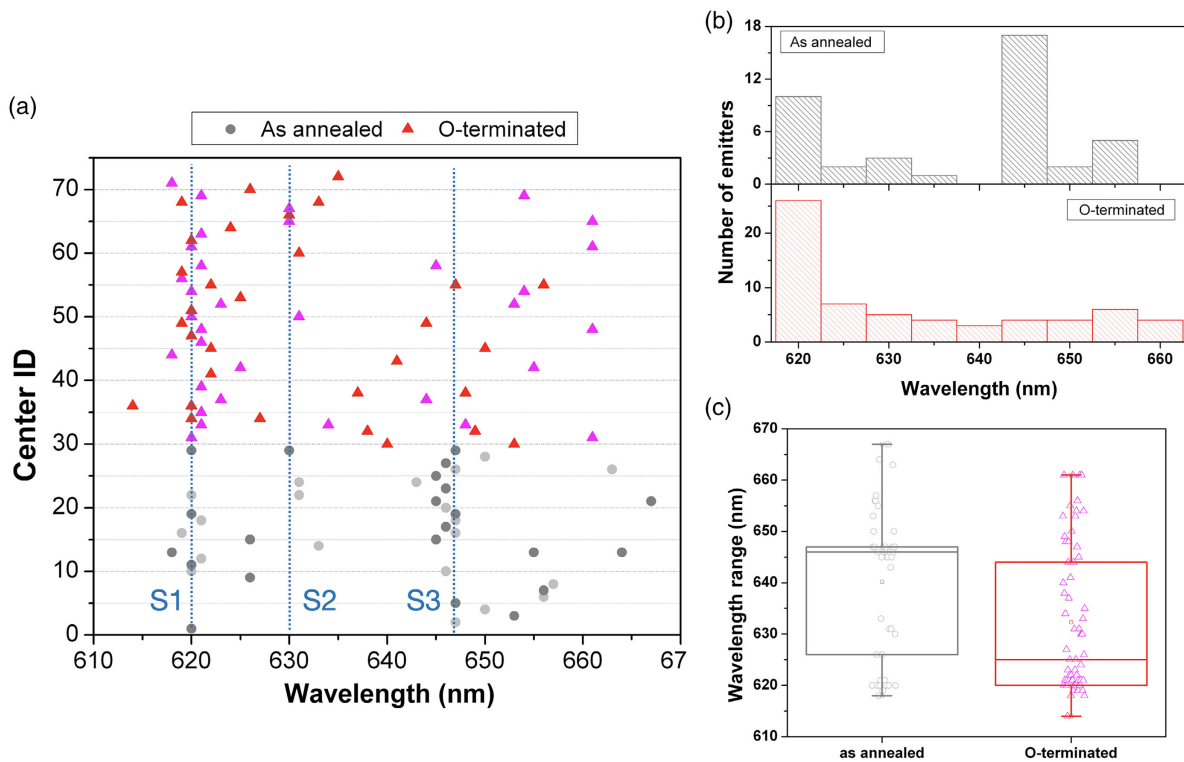 (a)
As annealed O-terminated
Center ID
70
60
50
40
30
20
10
0
S1 S2 S3
610 620 630 640 650 660 67
Wavelength (nm)
(b)
As annealed
18
12
6
0
O-terminated
20
10
0
Number of emitters
620 630 640 650 660
Wavelength (nm)
(c)
670
660
650
640
630
620
610
Wavelength range (nm)
as annealed O-terminated